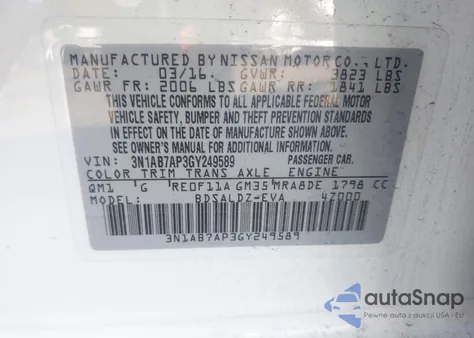 MANUFACTURED BY NISSAN MOTOR CO., LTD.
DATE: 03/16. GVWR: 3823 LBS
GAWR FR: 2006 LBS GAWR RR: 1841 LBS
THIS VEHICLE CONFORMS TO ALL APPLICABLE FEDERAL MOTOR
VEHICLE SAFETY, BUMPER, AND THEFT PREVENTION STANDARDS
IN EFFECT ON THE DATE OF MANUFACTURE SHOWN ABOVE.
SEE OWNER'S MANUAL FOR ADDITIONAL INFORMATION.
VIN: 3N1AB7AP3GY249589 PASSENGER CAR
COLOR TRIM TRANS AXLE ENGINE
QM1 G RE0F11A GM35 MRA8DE 1798 CC
MODEL: BDSALDZ-EVA 4Z000
3N1AB7AP3GY249589
autoSnap
Pewne auta z aukcji USA i EU